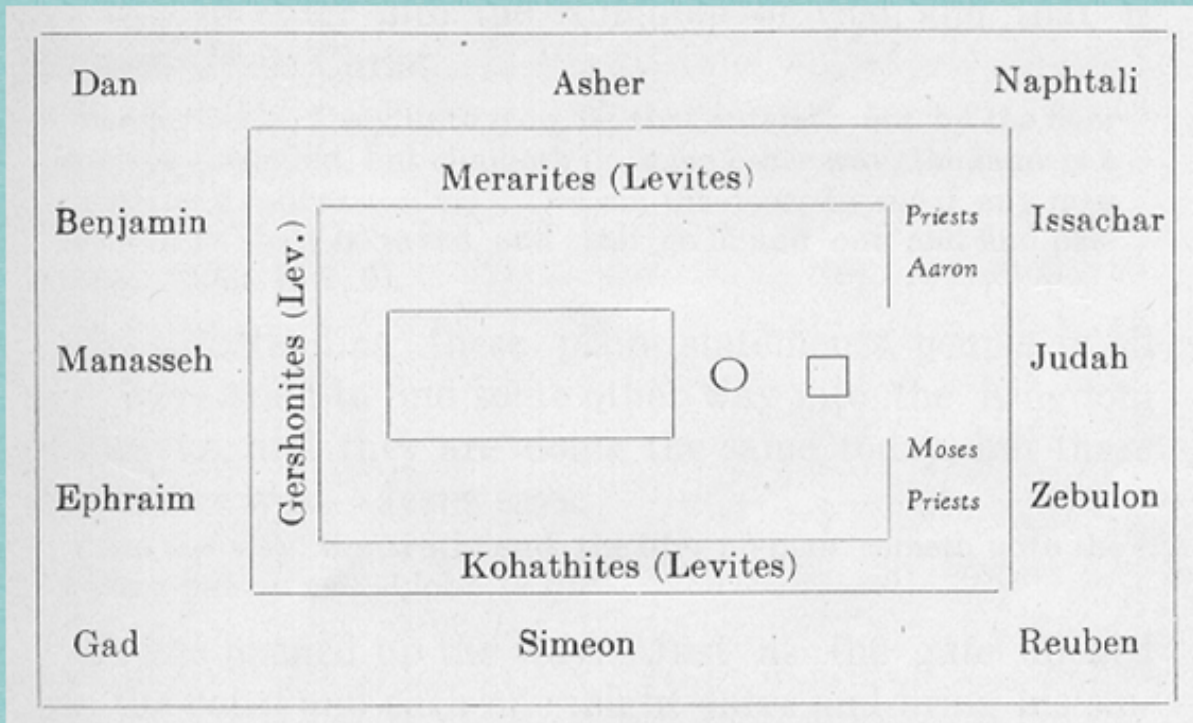 Dan Asher Naphtali
Merarites (Levites)
Benjamin Priests Issachar
Aaron
Gershonites (Lev.)
Manasseh Judah
Moses
Ephraim Priests Zebulon
Kohathites (Levites)
Gad Simeon Reuben